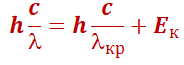 h c/λ = h c/λкр + Eк